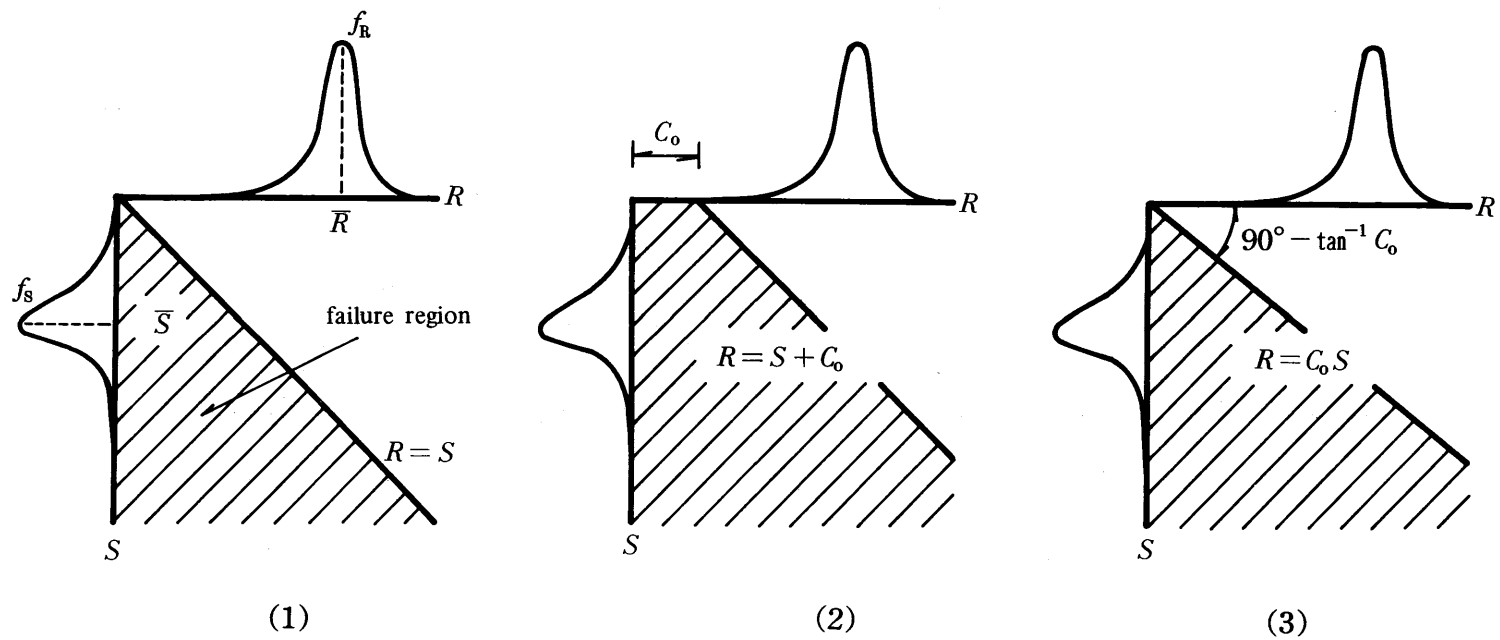 f_R
R
R̅
f_S
S̅
failure region
R = S
S
(1)
C_o
R
R = S + C_o
S
(2)
R
90° − tan⁻¹ C_o
R = C_o S
S
(3)